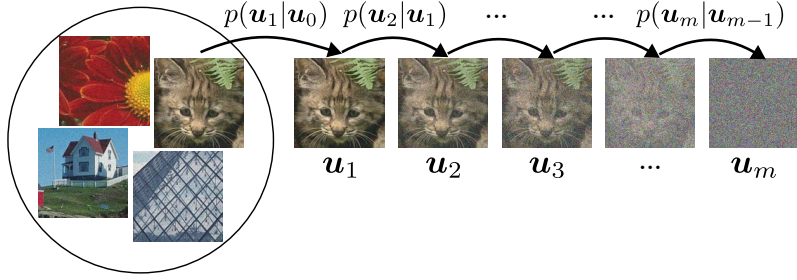 p(u₁|u₀) p(u₂|u₁) ... ... p(uₘ|uₘ₋₁)
u₁ u₂ u₃ ... uₘ